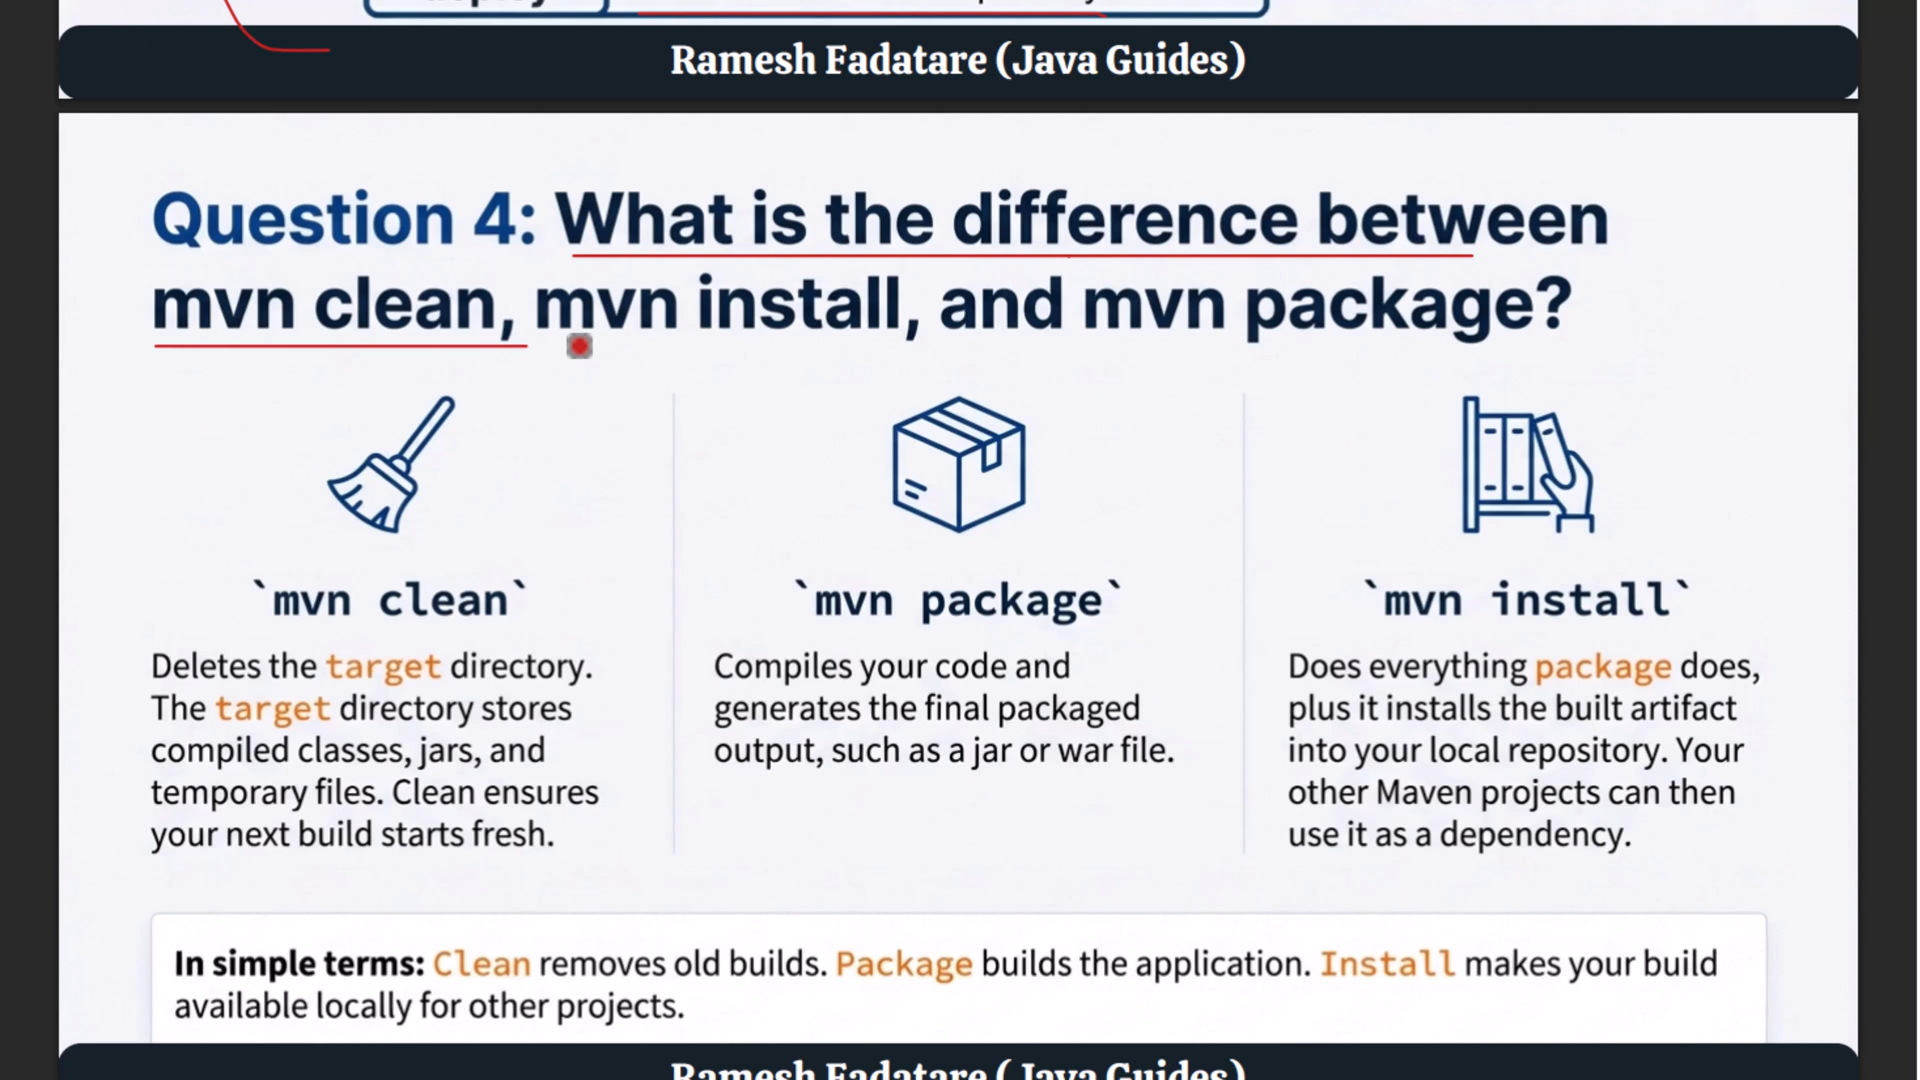 Ramesh Fadatare (Java Guides)
Question 4: What is the difference between
mvn clean, mvn install, and mvn package?
`mvn clean`
Deletes the target directory.
The target directory stores
compiled classes, jars, and
temporary files. Clean ensures
your next build starts fresh.
`mvn package`
Compiles your code and
generates the final packaged
output, such as a jar or war file.
`mvn install`
Does everything package does,
plus it installs the built artifact
into your local repository. Your
other Maven projects can then
use it as a dependency.
In simple terms: Clean removes old builds. Package builds the application. Install makes your build
available locally for other projects.
Ramesh Fadatare (Java Guides)